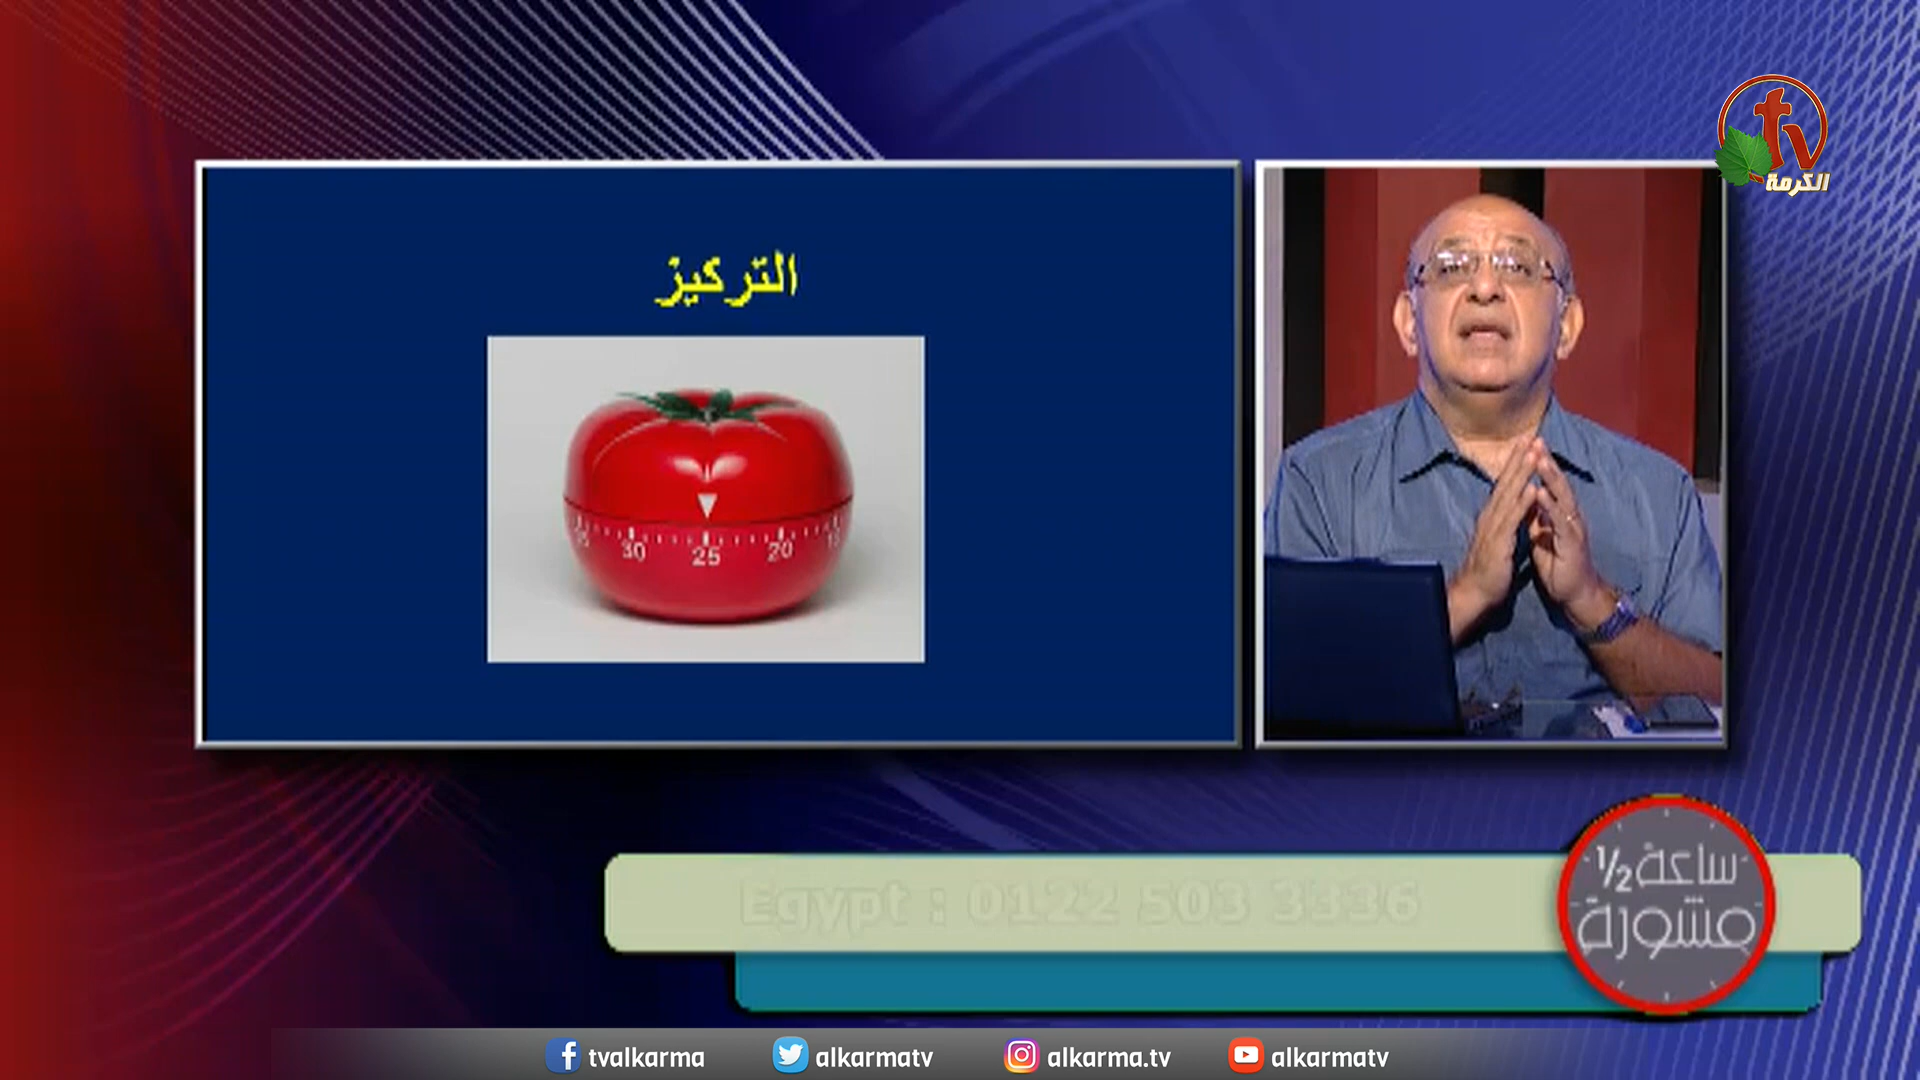 tv
الكرمة
التركيز
30 25 20
Egypt : 0122 503 3336
½ ساعة
مشورة
tvalkarma
alkarmatv
alkarma.tv
alkarmatv